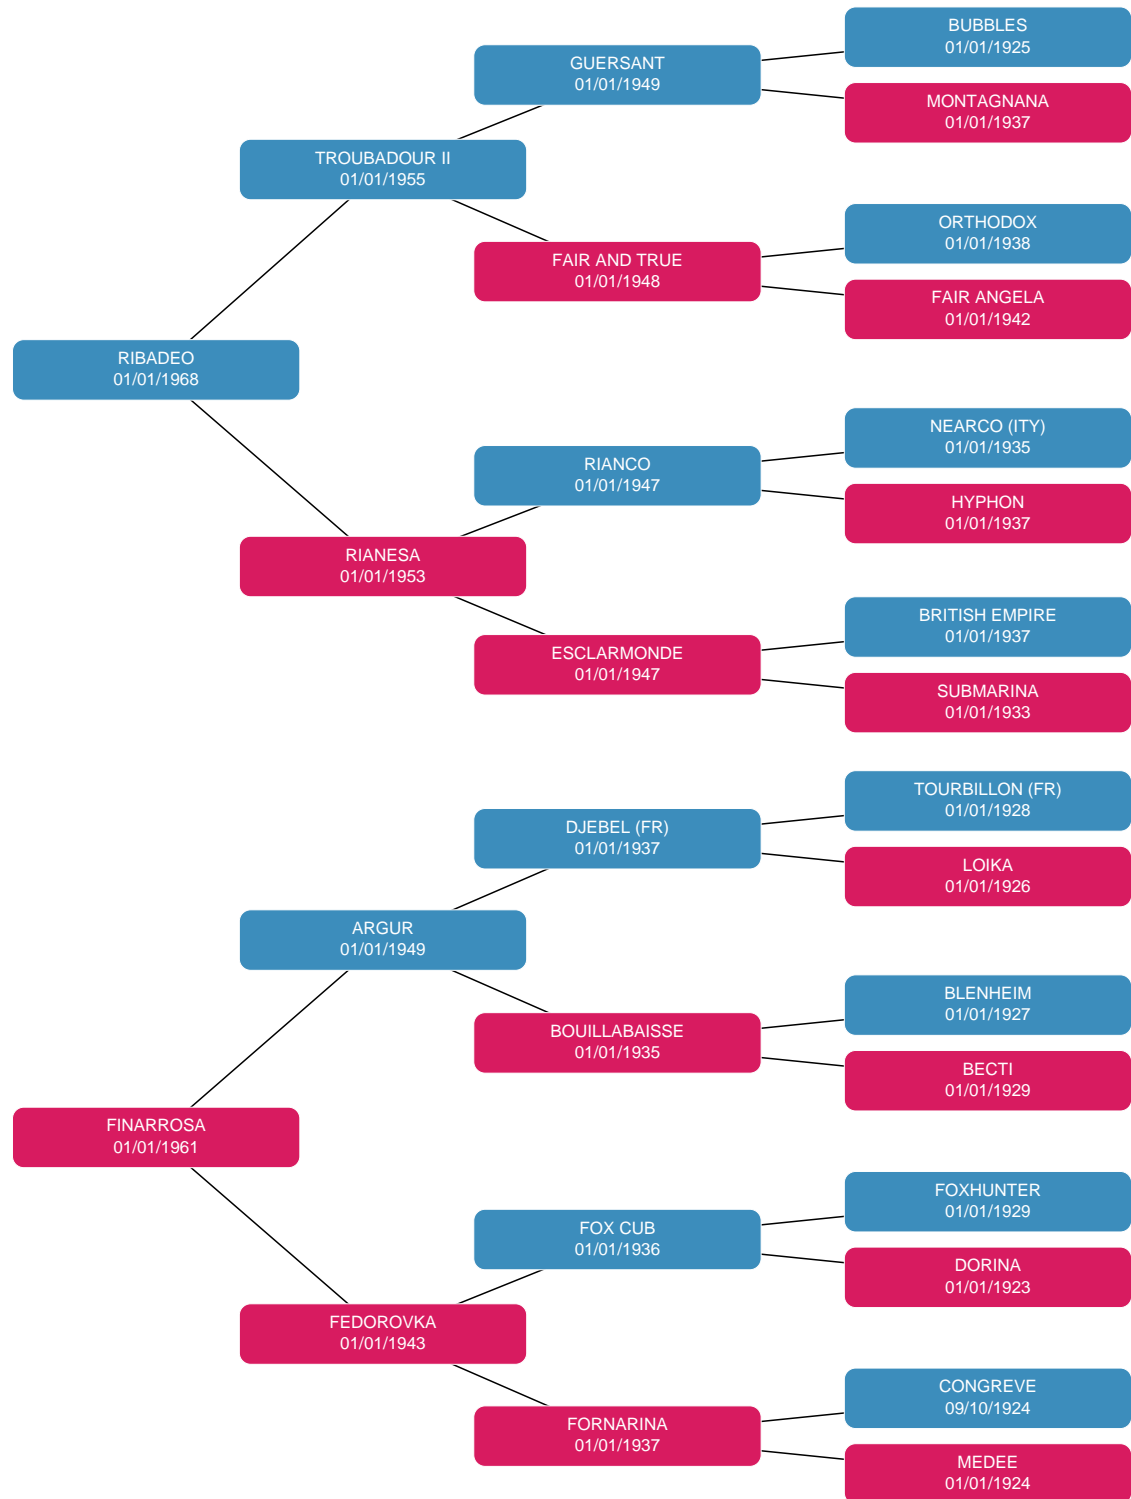 BUBBLES
01/01/1925
GUERSANT
01/01/1949
MONTAGNANA
01/01/1937
TROUBADOUR II
01/01/1955
ORTHODOX
01/01/1938
FAIR AND TRUE
01/01/1948
FAIR ANGELA
01/01/1942
RIBADEO
01/01/1968
NEARCO (ITY)
01/01/1935
RIANCO
01/01/1947
HYPHON
01/01/1937
RIANESA
01/01/1953
BRITISH EMPIRE
01/01/1937
ESCLARMONDE
01/01/1947
SUBMARINA
01/01/1933
TOURBILLON (FR)
01/01/1928
DJEBEL (FR)
01/01/1937
LOIKA
01/01/1926
ARGUR
01/01/1949
BLENHEIM
01/01/1927
BOUILLABAISSE
01/01/1935
BECTI
01/01/1929
FINARROSA
01/01/1961
FOXHUNTER
01/01/1929
FOX CUB
01/01/1936
DORINA
01/01/1923
FEDOROVKA
01/01/1943
CONGREVE
09/10/1924
FORNARINA
01/01/1937
MEDEE
01/01/1924